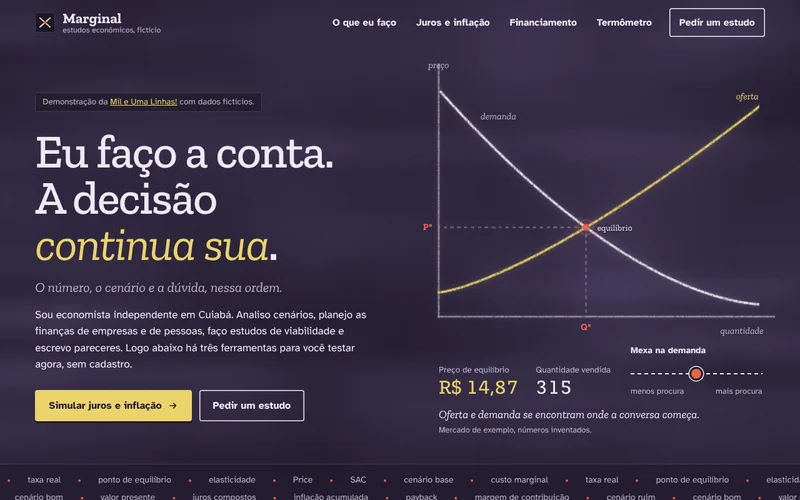 Marginal
estudos econômicos, fictício
O que eu faço
Juros e inflação
Financiamento
Termômetro
Pedir um estudo
Demonstração da Mil e Uma Linhas! com dados fictícios.
Eu faço a conta.
A decisão
continua sua.
O número, o cenário e a dúvida, nessa ordem.
Sou economista independente em Cuiabá. Analiso cenários, planejo as
finanças de empresas e de pessoas, faço estudos de viabilidade e
escrevo pareceres. Logo abaixo há três ferramentas para você testar
agora, sem cadastro.
Simular juros e inflação →
Pedir um estudo
preço
demanda
oferta
P*
equilíbrio
Q*
quantidade
Preço de equilíbrio
R$ 14,87
Quantidade vendida
315
Mexa na demanda
menos procura
mais procura
Oferta e demanda se encontram onde a conversa começa.
Mercado de exemplo, números inventados.
taxa real • ponto de equilíbrio • elasticidade • Price • SAC • cenário base • custo marginal • taxa real • ponto de equilíbrio •
cenário bom • valor presente • juros compostos • inflação acumulada • payback • margem de contribuição • cenário ruim • cenário bom •